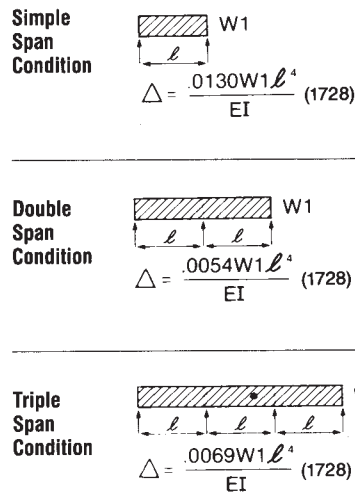 Simple
Span
Condition
W1
ℓ
Δ = .0130W1ℓ⁴ / EI (1728)
Double
Span
Condition
W1
ℓ ℓ
Δ = .0054W1ℓ⁴ / EI (1728)
Triple
Span
Condition
ℓ ℓ ℓ
Δ = .0069W1ℓ⁴ / EI (1728)